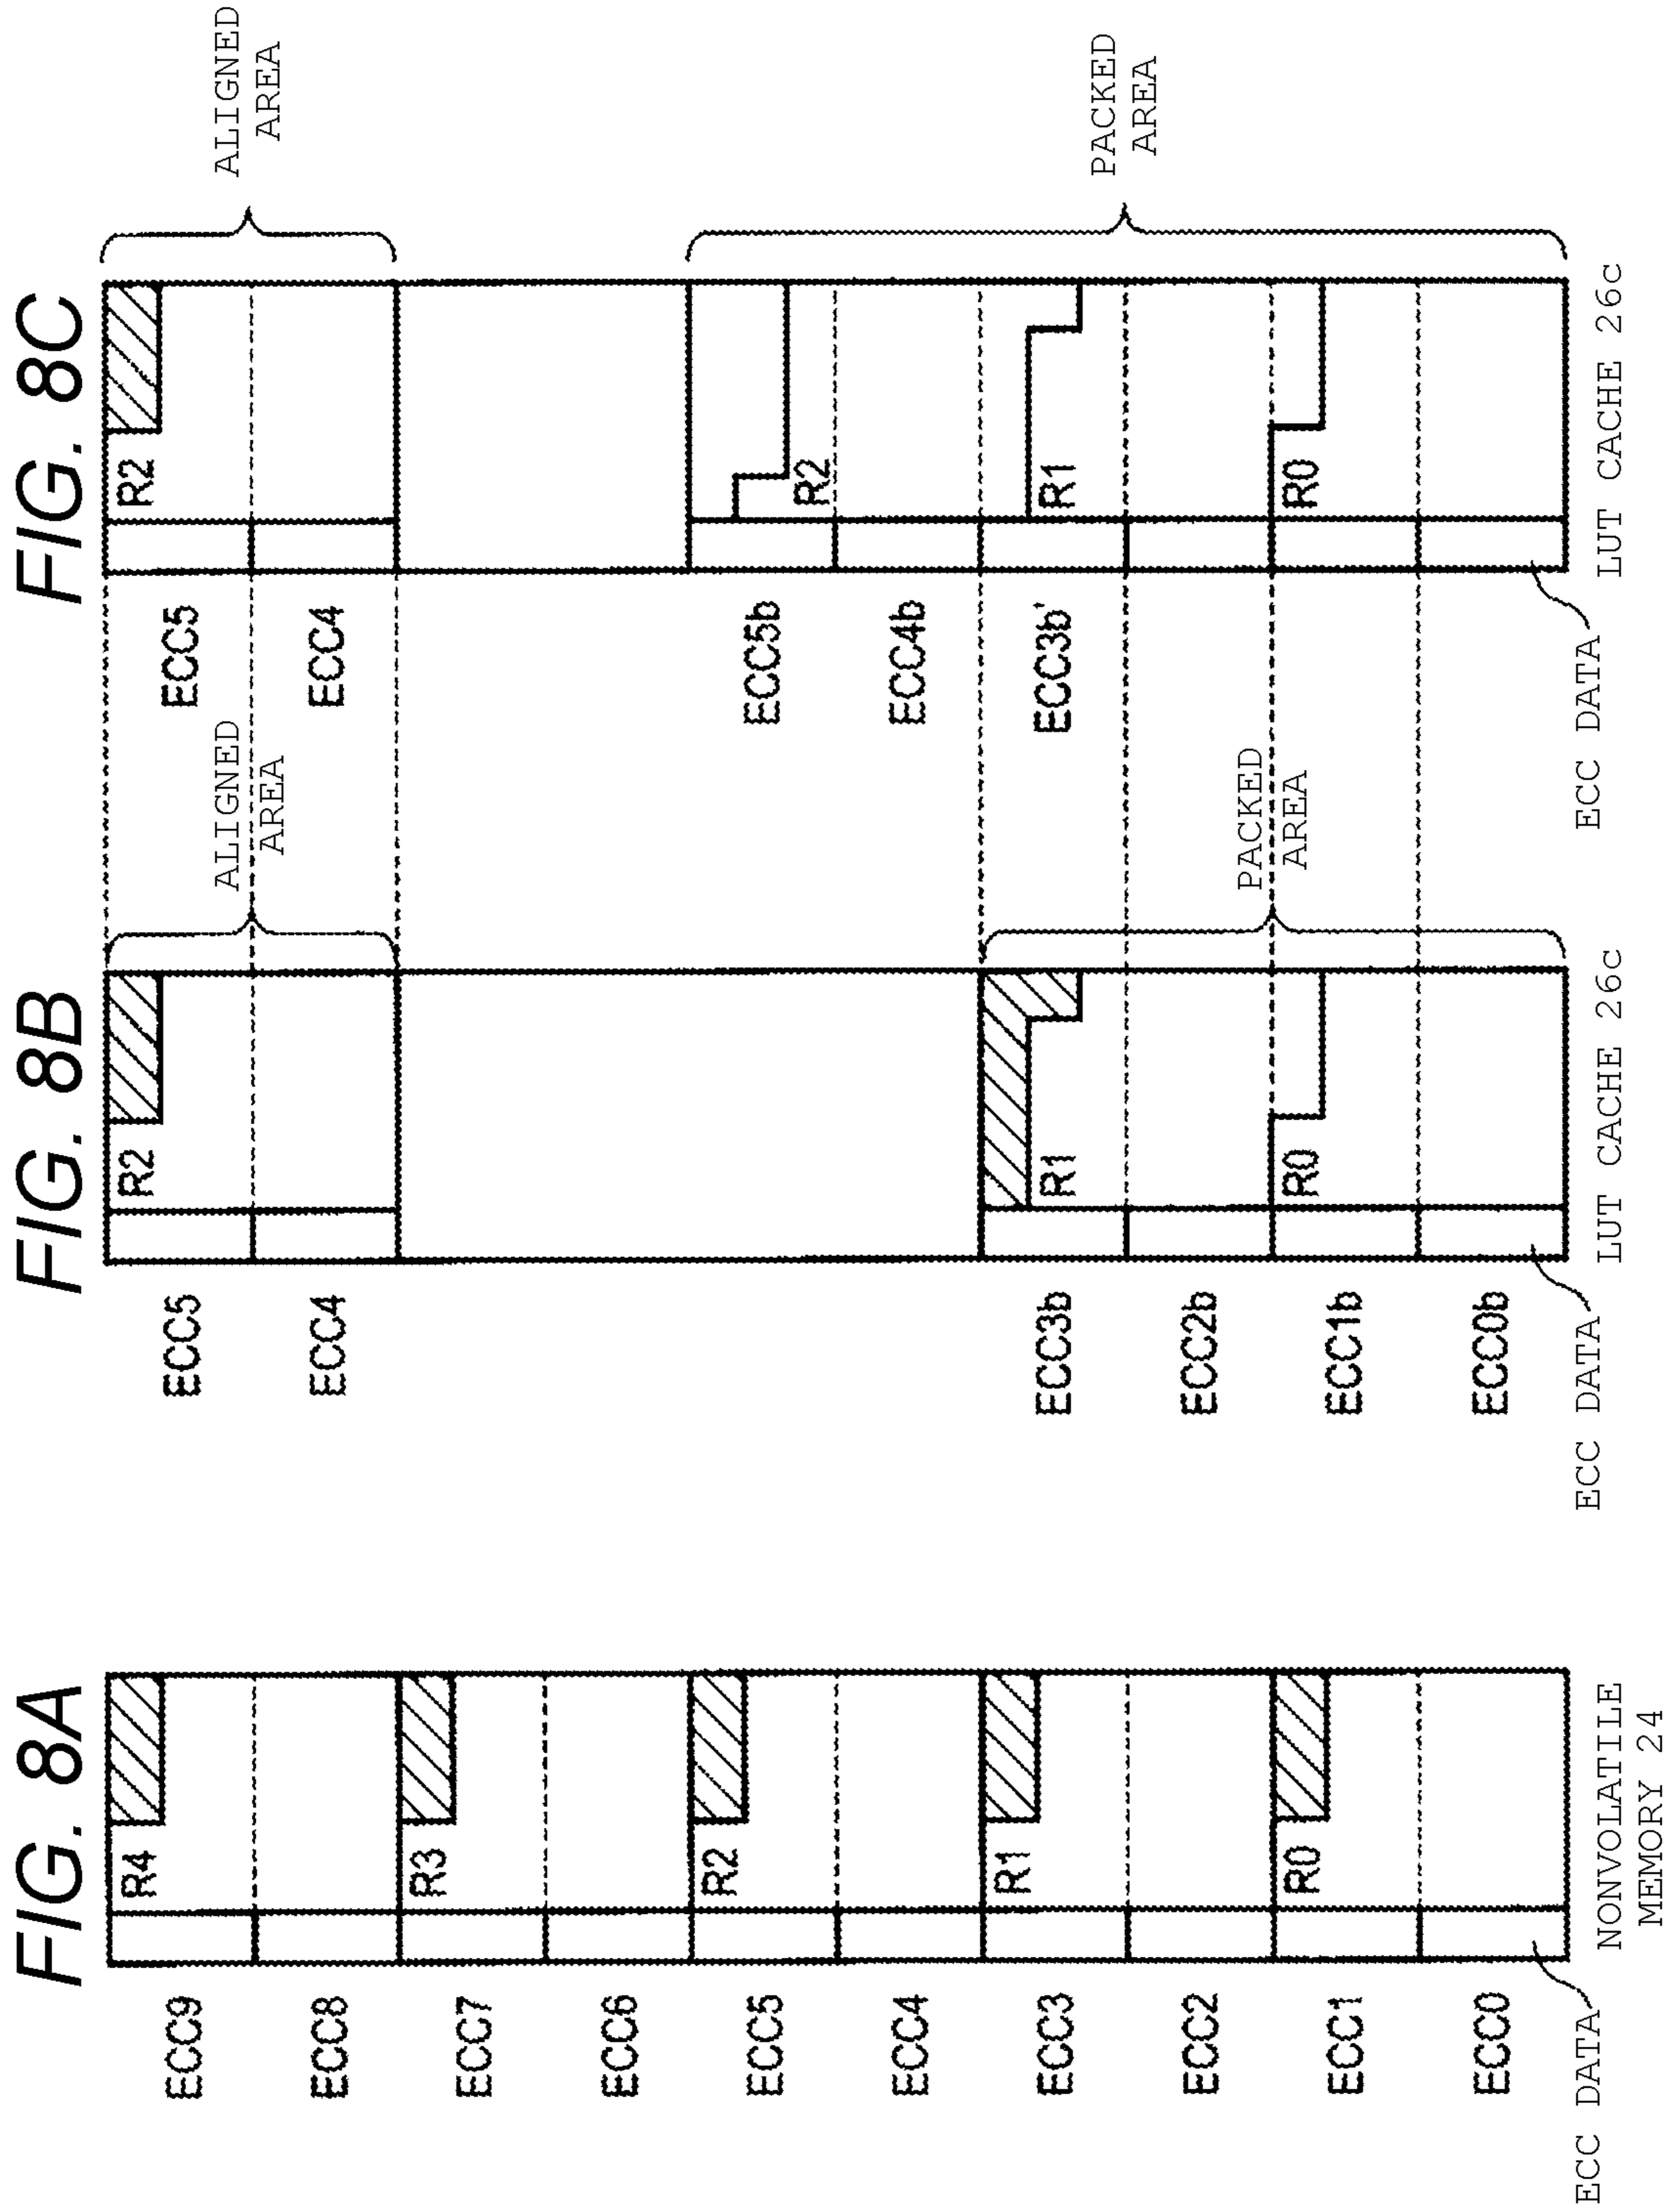 FIG. 8A
ECC9
ECC8
ECC7
ECC6
ECC5
ECC4
ECC3
ECC2
ECC1
ECC0
R4
R3
R2
R1
R0
ECC DATA
NONVOLATILE
MEMORY 24
FIG. 8B
ECC5
ECC4
ECC3b
ECC2b
ECC1b
ECC0b
R2
R1
R0
ALIGNED
AREA
PACKED
AREA
ECC DATA
LUT CACHE 26c
FIG. 8C
ECC5
ECC4
ECC5b
ECC4b
ECC3b'
R2
R2
R1
R0
ALIGNED
AREA
PACKED
AREA
ECC DATA
LUT CACHE 26c